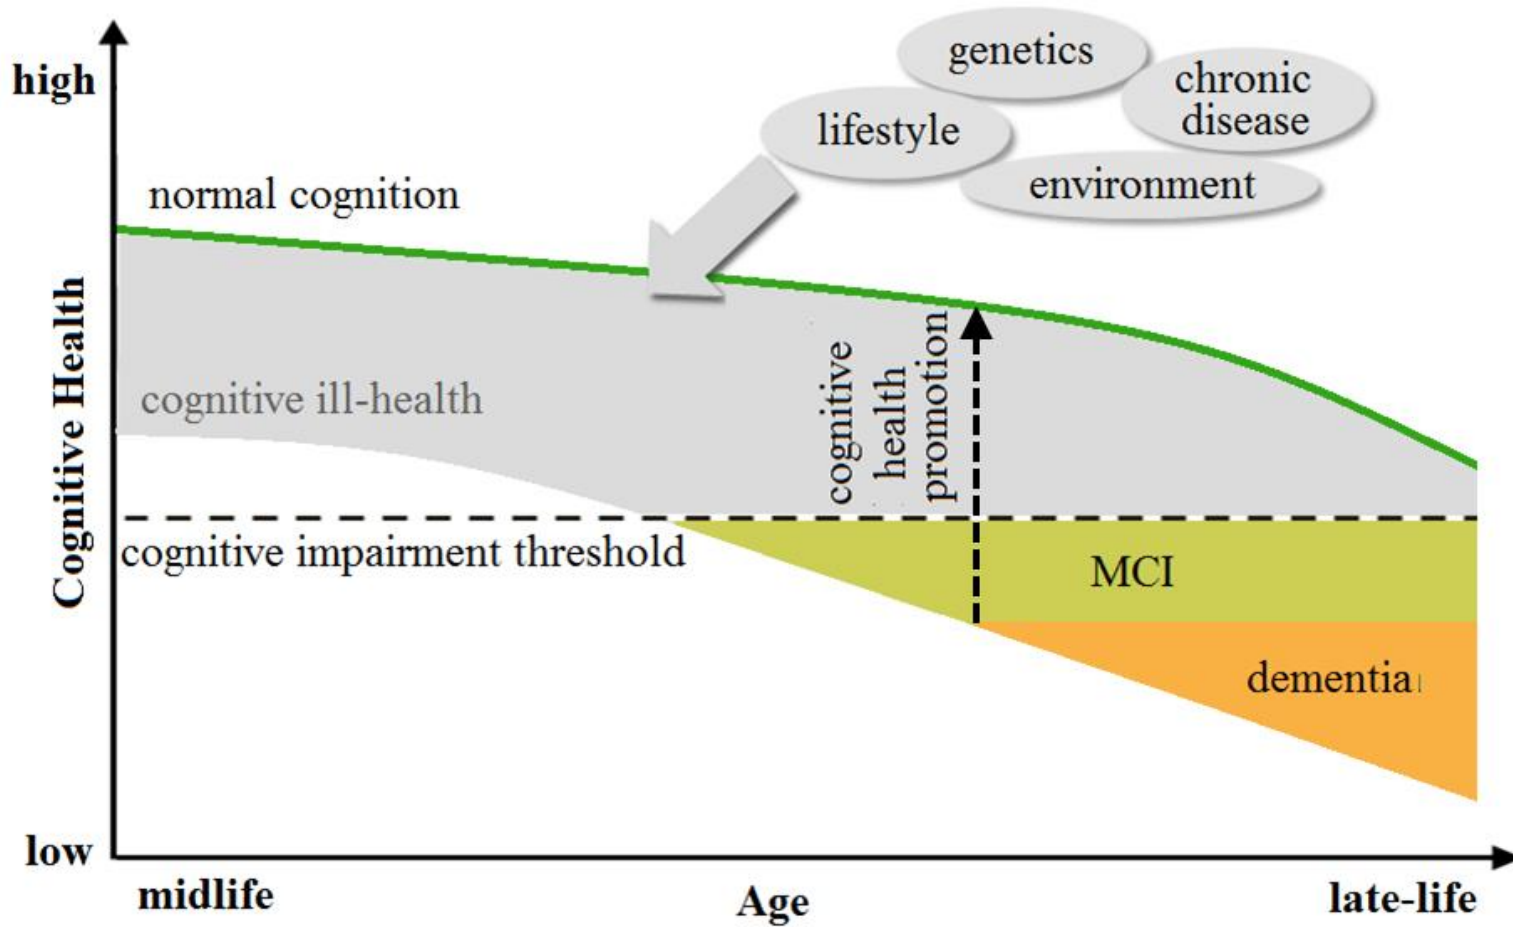 high
genetics
chronic
disease
lifestyle
environment
normal cognition
Cognitive Health
cognitive ill-health
cognitive
health
promotion
cognitive impairment threshold
MCI
dementia
low
midlife
Age
late-life